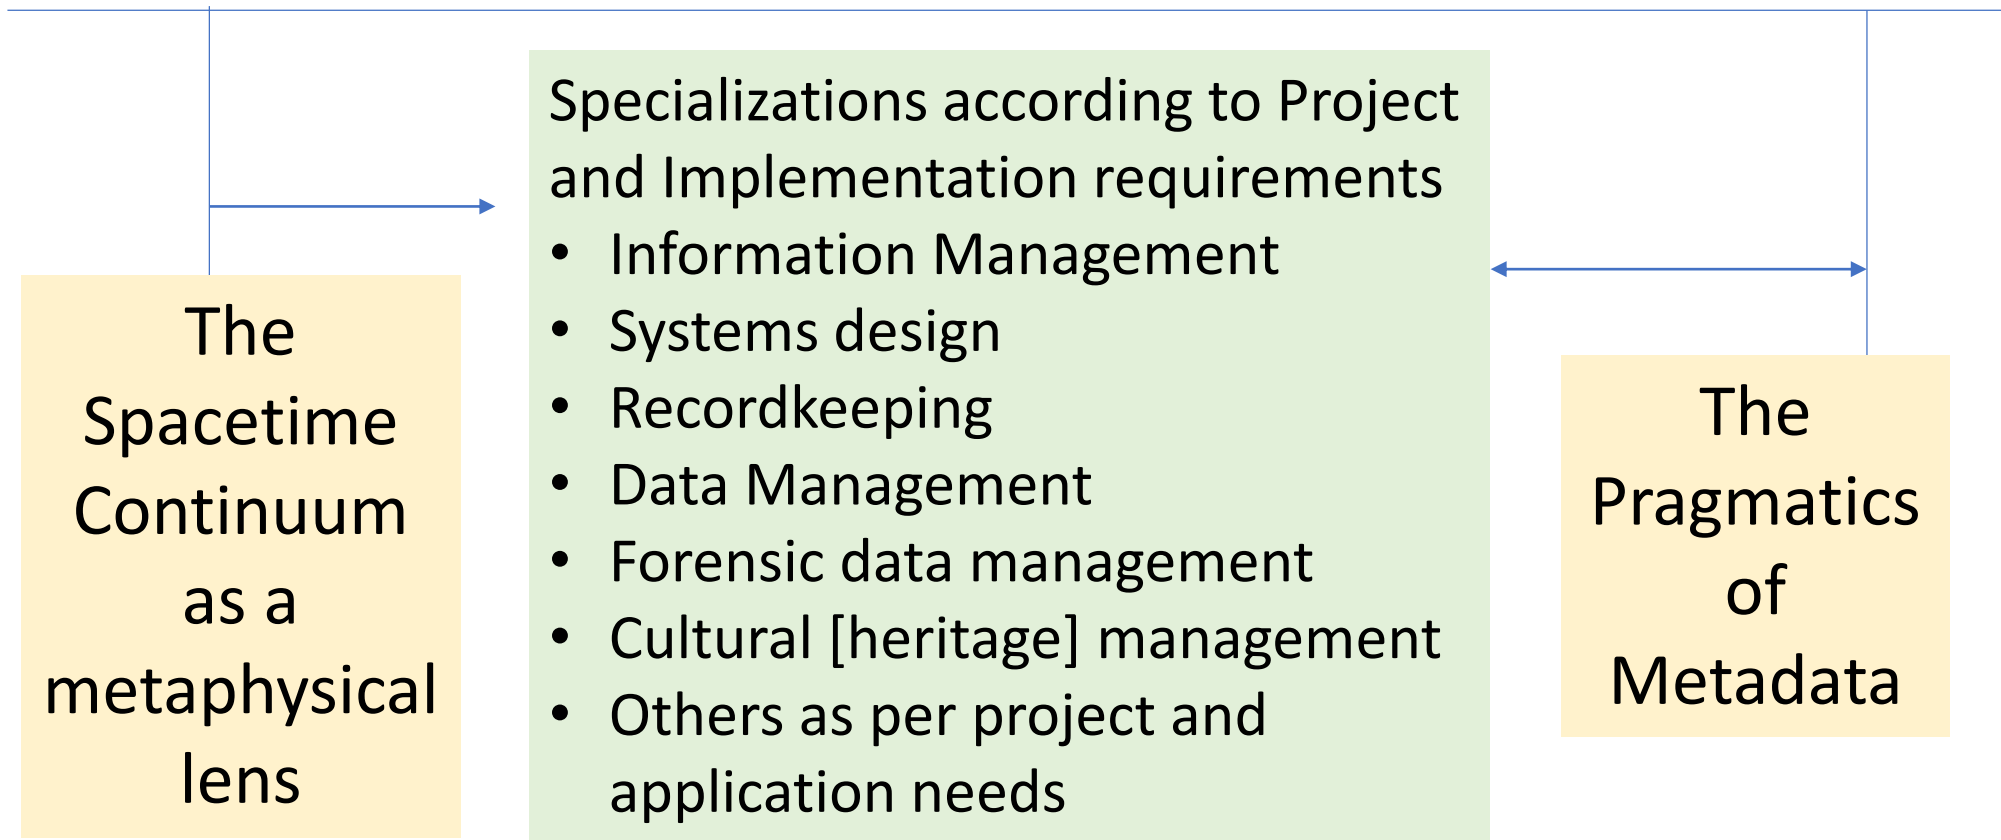 The
Spacetime
Continuum
as a
metaphysical
lens
Specializations according to Project
and Implementation requirements
• Information Management
• Systems design
• Recordkeeping
• Data Management
• Forensic data management
• Cultural [heritage] management
• Others as per project and
application needs
The
Pragmatics
of
Metadata